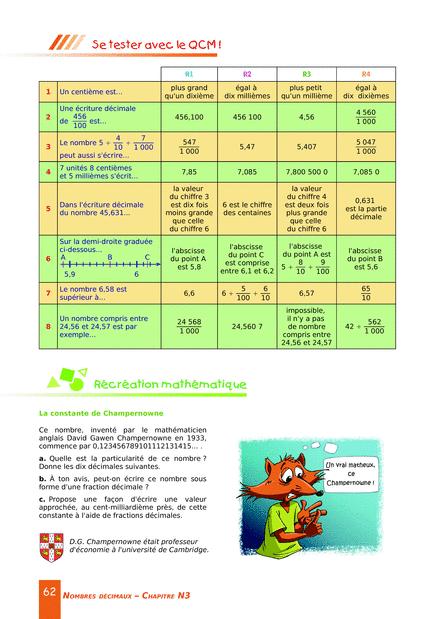 Se tester avec le QCM !
R1 R2 R3 R4
1 Un centième est... plus grand qu'un dixième égal à dix millièmes plus petit qu'un millième égal à dix dixièmes
2 Une écriture décimale de 456/100 est... 456,100 456 100 4,56 4 560/1 000
3 Le nombre 5 + 4/10 + 7/1 000 peut aussi s'écrire... 547/1 000 5,47 5,407 5 047/1 000
4 7 unités 8 centièmes et 5 millièmes s'écrit... 7,85 7,085 7,800 500 0 7,085 0
5 Dans l'écriture décimale du nombre 45,631... la valeur du chiffre 3 est dix fois moins grande que celle du chiffre 6 6 est le chiffre des centaines la valeur du chiffre 4 est deux fois plus grande que celle du chiffre 6 0,631 est la partie décimale
6 Sur la demi-droite graduée ci-dessous... A B C 5,9 6 l'abscisse du point A est 5,8 l'abscisse du point C est comprise entre 6,1 et 6,2 l'abscisse du point A est 5 + 8/10 + 9/100 l'abscisse du point B est 5,6
7 Le nombre 6,58 est supérieur à... 6,6 6 + 5/100 + 6/10 6,57 65/10
8 Un nombre compris entre 24,56 et 24,57 est par exemple... 24 568/1 000 24,560 7 impossible, il n'y a pas de nombre compris entre 24,56 et 24,57 42 + 562/1 000
Récréation mathématique
La constante de Champernowne
Ce nombre, inventé par le mathématicien
anglais David Gawen Champernowne en 1933,
commence par 0,123456789101112131415... .
a. Quelle est la particularité de ce nombre ?
Donne les dix décimales suivantes.
b. À ton avis, peut-on écrire ce nombre sous
forme d'une fraction décimale ?
c. Propose une façon d'écrire une valeur
approchée, au cent-milliardième près, de cette
constante à l'aide de fractions décimales.
Un vrai matheux,
ce
Champernowne !
D.G. Champernowne était professeur
d'économie à l'université de Cambridge.
62 NOMBRES DÉCIMAUX – CHAPITRE N3